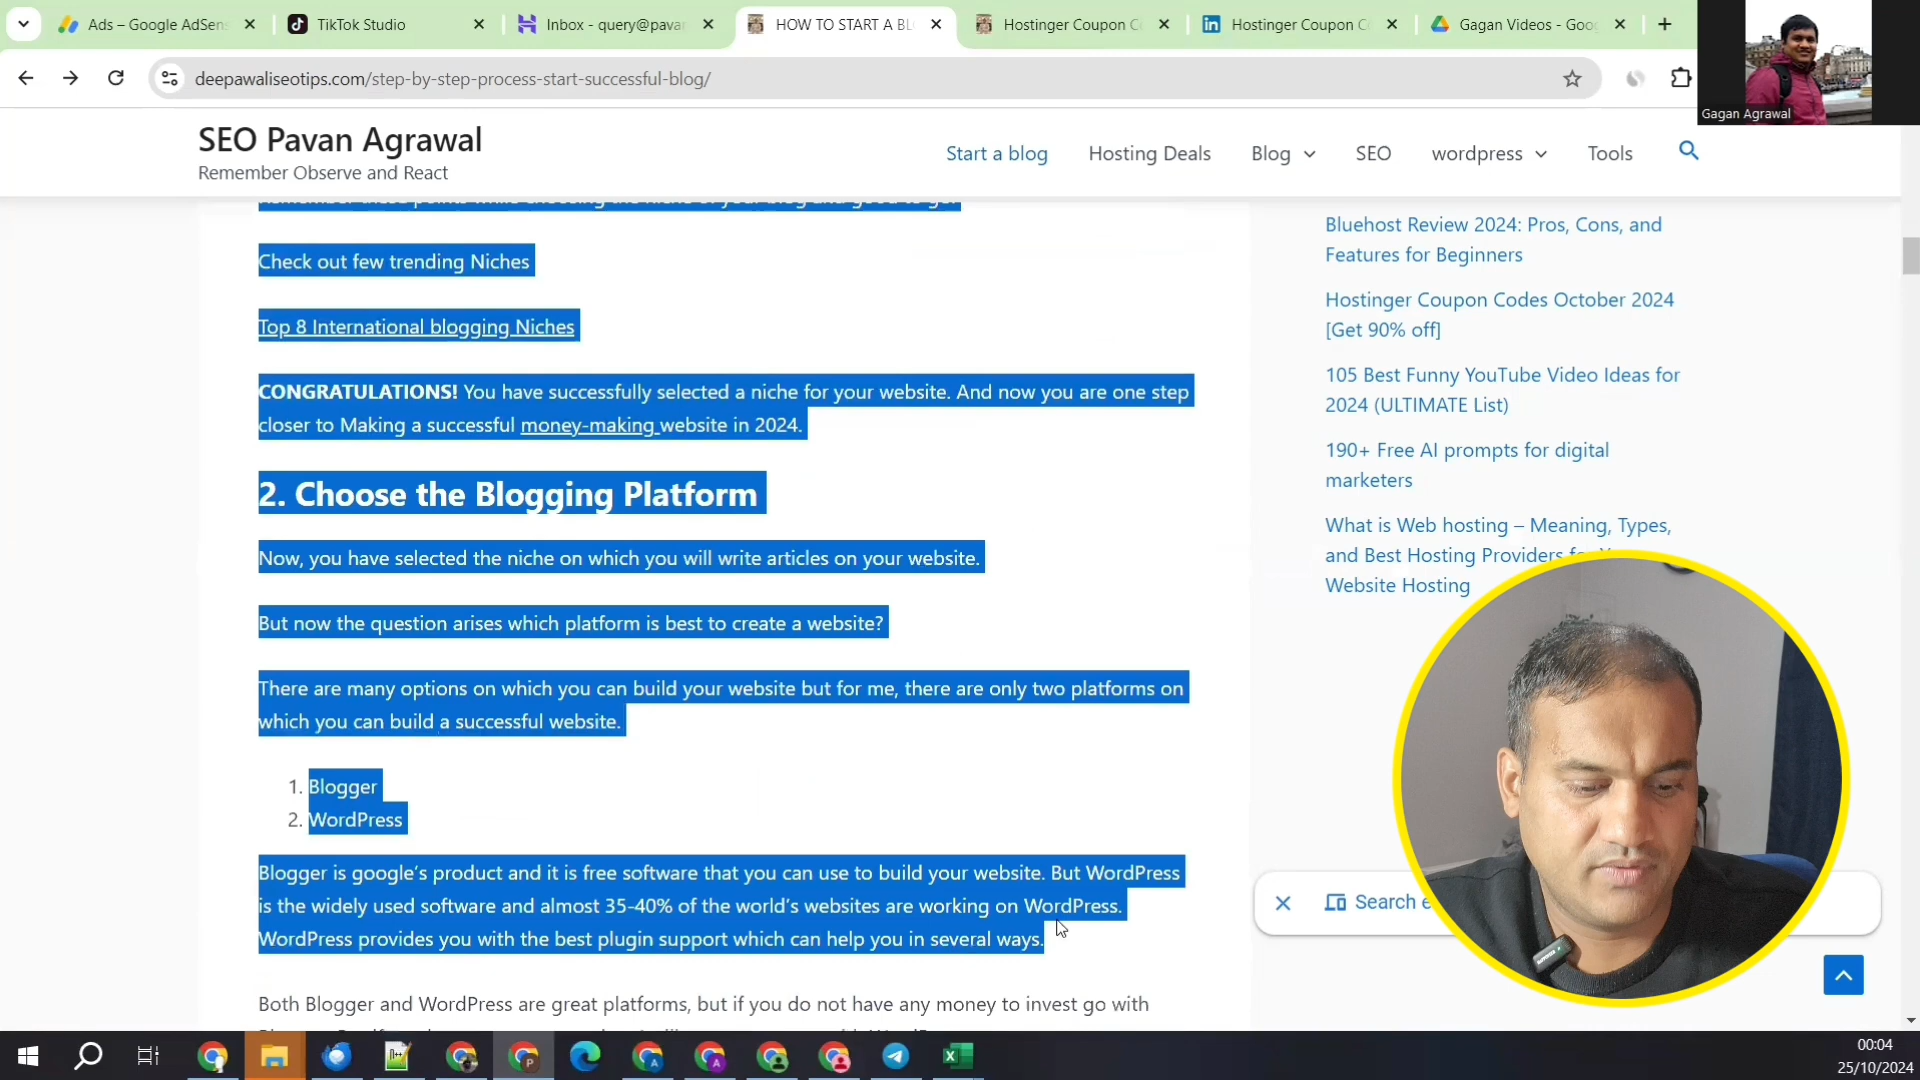 Ads – Google AdSens
TikTok Studio
Inbox - query@pavan
HOW TO START A BL
Hostinger Coupon C
Hostinger Coupon C
Gagan Videos - Goog
deepawaliseotips.com/step-by-step-process-start-successful-blog/
Gagan Agrawal
SEO Pavan Agrawal
Remember Observe and React
Start a blog
Hosting Deals
Blog
SEO
wordpress
Tools
Check out few trending Niches
Top 8 International blogging Niches
CONGRATULATIONS! You have successfully selected a niche for your website. And now you are one step
closer to Making a successful money-making website in 2024.
2. Choose the Blogging Platform
Now, you have selected the niche on which you will write articles on your website.
But now the question arises which platform is best to create a website?
There are many options on which you can build your website but for me, there are only two platforms on
which you can build a successful website.
1. Blogger
2. WordPress
Blogger is google’s product and it is free software that you can use to build your website. But WordPress
is the widely used software and almost 35-40% of the world’s websites are working on WordPress.
WordPress provides you with the best plugin support which can help you in several ways.
Both Blogger and WordPress are great platforms, but if you do not have any money to invest go with
Bluehost Review 2024: Pros, Cons, and
Features for Beginners
Hostinger Coupon Codes October 2024
[Get 90% off]
105 Best Funny YouTube Video Ideas for
2024 (ULTIMATE List)
190+ Free AI prompts for digital
marketers
What is Web hosting – Meaning, Types,
and Best Hosting Providers
Website Hosting
Search
00:04
25/10/2024